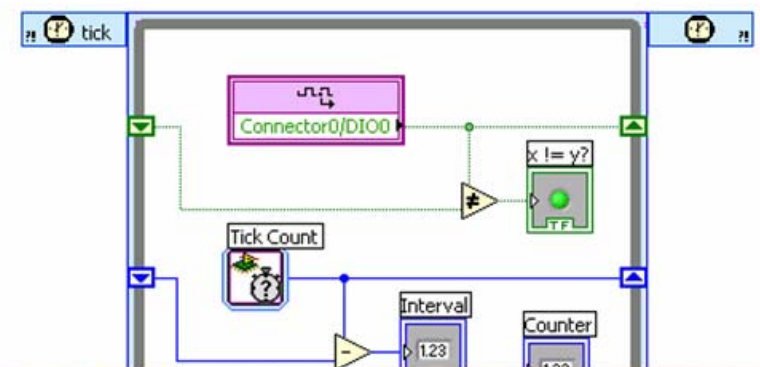 tick
Connector0/DIO0
x != y?
TF
Tick Count
Interval
1.23
Counter